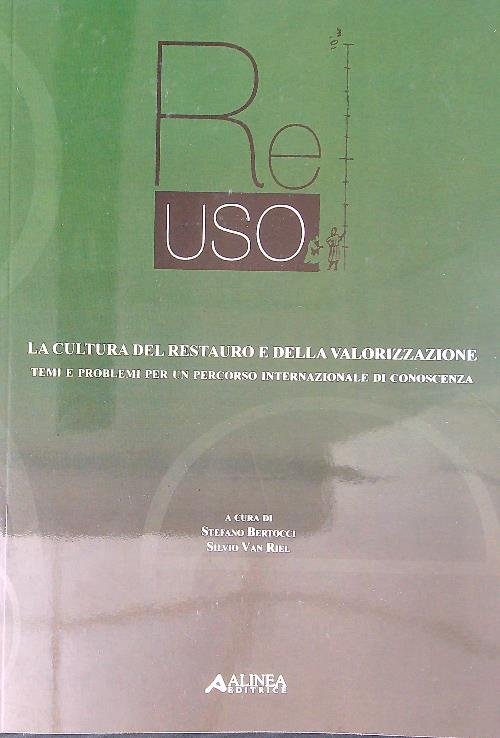 Re
USO
LA CULTURA DEL RESTAURO E DELLA VALORIZZAZIONE
TEMI E PROBLEMI PER UN PERCORSO INTERNAZIONALE DI CONOSCENZA
A CURA DI
STEFANO BERTOCCI
SILVIO VAN RIEL
ALINEA
EDITRICE